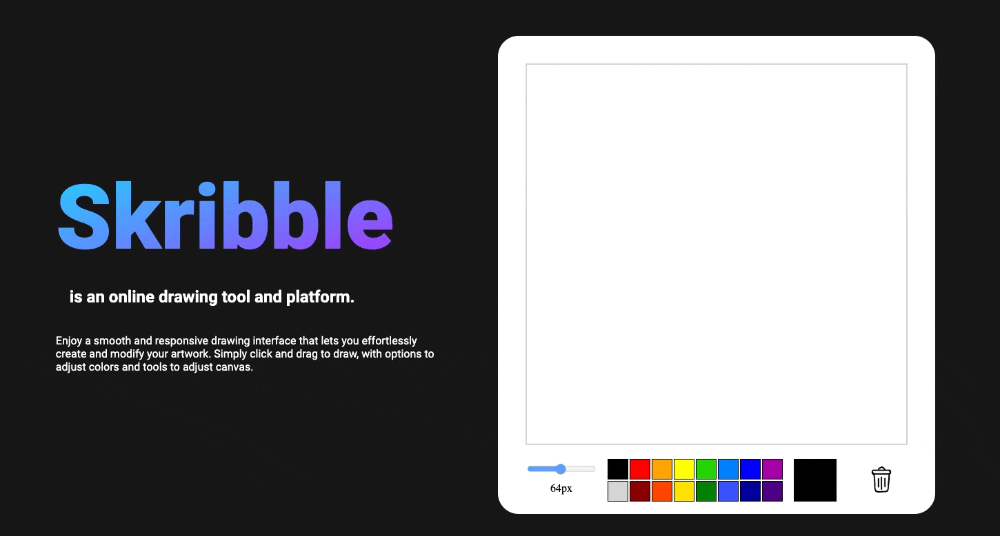 Skribble
is an online drawing tool and platform.
Enjoy a smooth and responsive drawing interface that lets you effortlessly
create and modify your artwork. Simply click and drag to draw, with options to
adjust colors and tools to adjust canvas.
64px